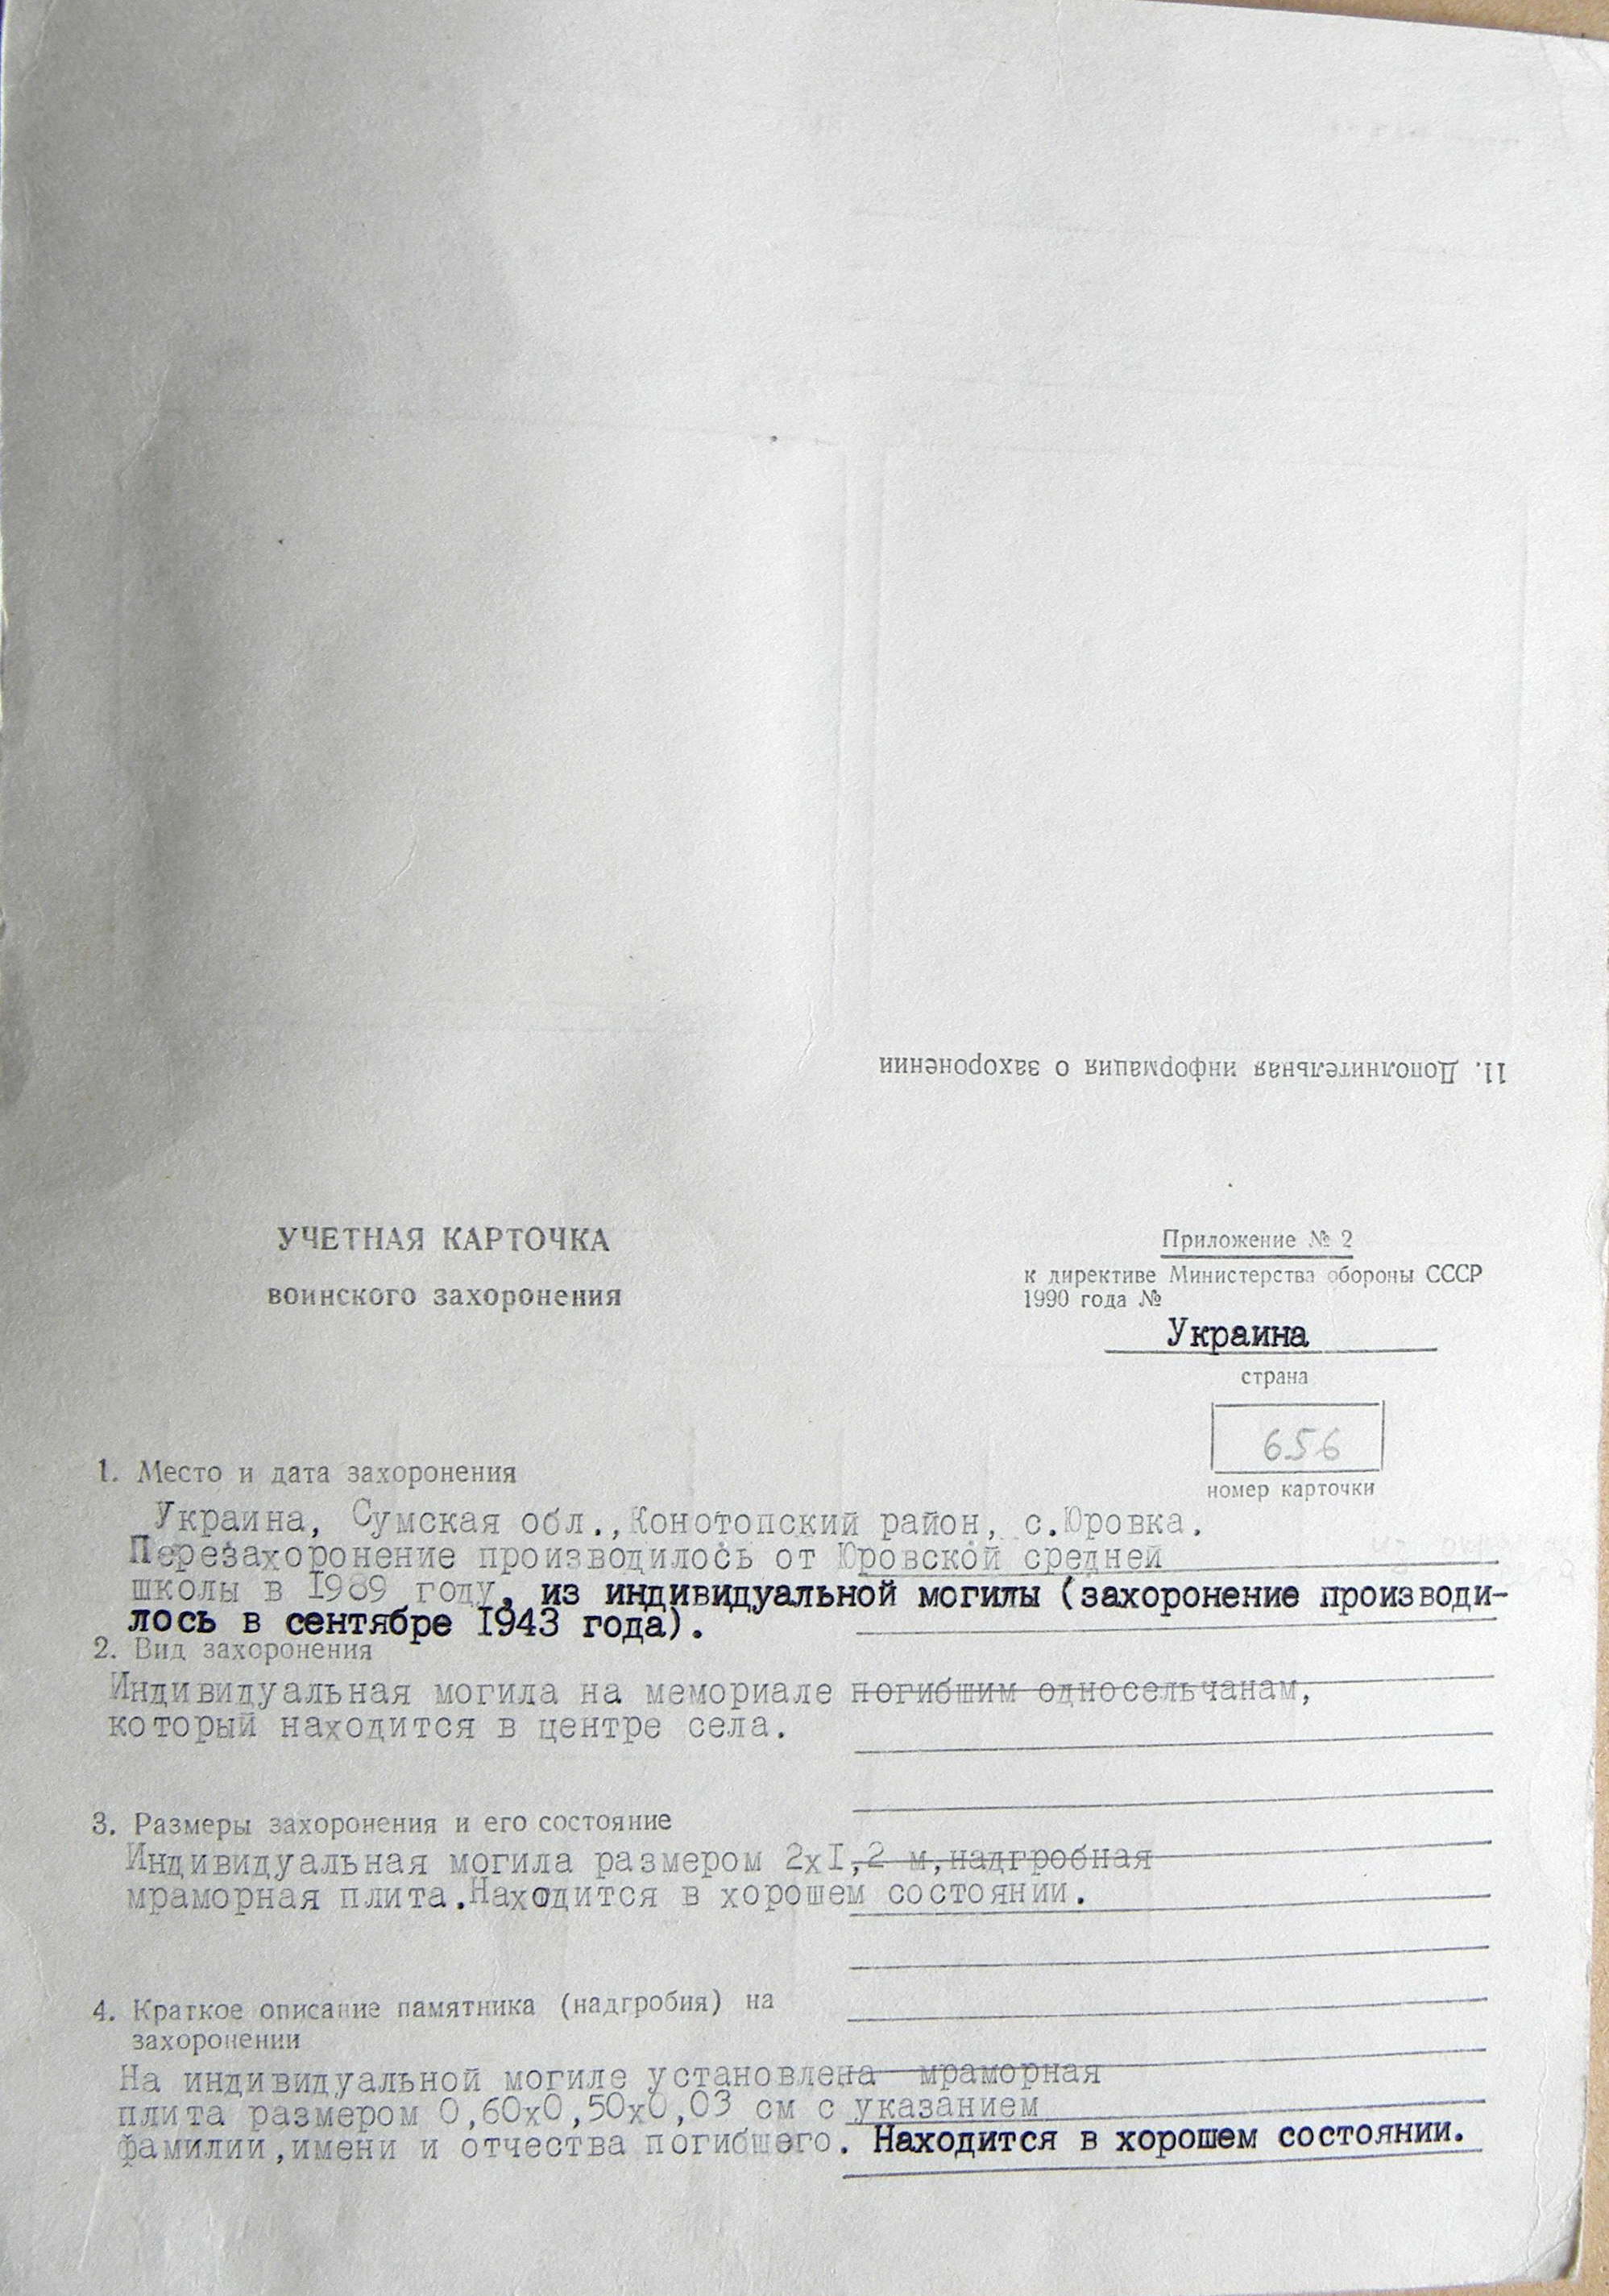 11. Дополнительная информация о захоронении
УЧЕТНАЯ КАРТОЧКА
воинского захоронения
Приложение № 2
к директиве Министерства обороны СССР
1990 года №
Украина
страна
656
номер карточки
1. Место и дата захоронения
Украина, Сумская обл.,Конотопский район, с.Юровка.
Перезахоронение производилось от Юровской средней
школы в 1989 году, из индивидуальной могилы (захоронение производи-
лось в сентябре 1943 года).
2. Вид захоронения
Индивидуальная могила на мемориале погибшим односельчанам,
который находится в центре села.
3. Размеры захоронения и его состояние
Индивидуальная могила размером 2х1,2 м,надгробная
мраморная плита.Находится в хорошем состоянии.
4. Краткое описание памятника (надгробия) на
захоронении
На индивидуальной могиле установлена мраморная
плита размером 0,60х0,50х0,03 см с указанием
фамилии,имени и отчества погибшего. Находится в хорошем состоянии.